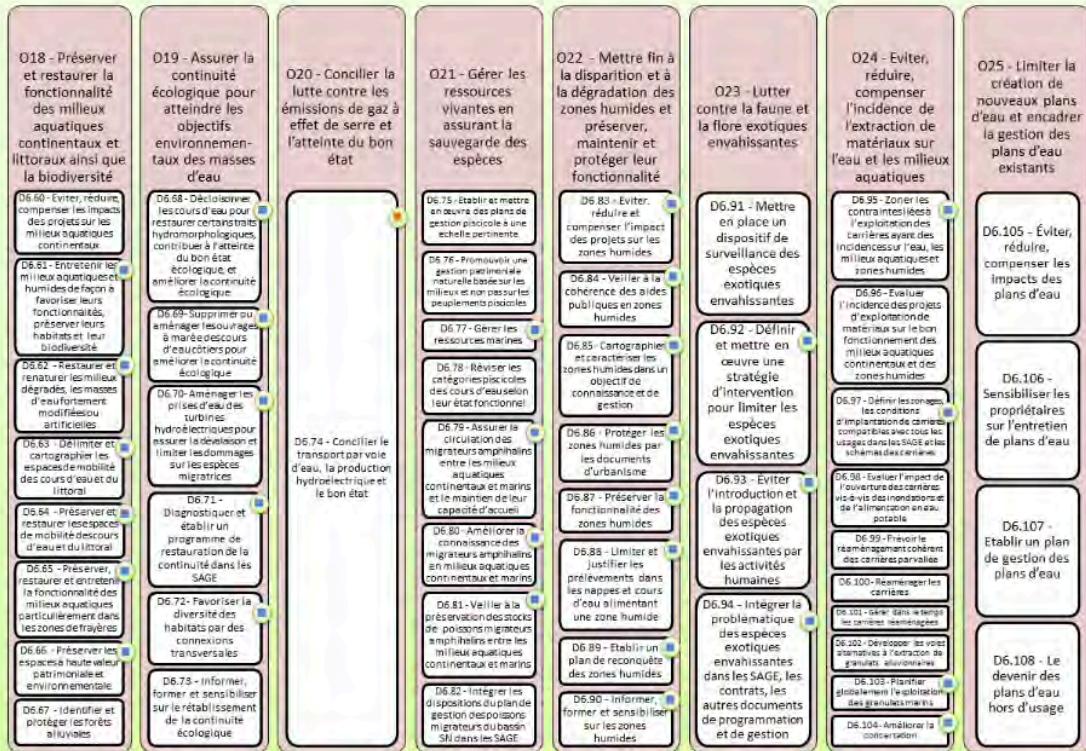 O18 - Préserver
et restaurer la
fonctionnalité
des milieux
aquatiques
continentaux et
littoraux ainsi que
la biodiversité
D6.60 - Eviter, réduire,
compenser les impacts
des projets sur les
milieux aquatiques
continentaux
D6.61 - Entretenir les
milieux aquatiques et
humides de façon à
favoriser leurs
fonctionnalités,
préserver leurs
habitats et leur
biodiversité
D6.62 - Restaurer et
renaturer les milieux
dégradés, les masses
d'eau fortement
modifiées ou
artificielles
D6.63 - Délimiter et
cartographier les
espaces de mobilité
des cours d'eau et du
littoral
D6.64 - Préserver et
restaurer les espaces
de mobilité des cours
d'eau et du littoral
D6.65 - Préserver,
restaurer et entretenir
la fonctionnalité des
milieux aquatiques
particulièrement dans
les zones de frayères
D6.66 - Préserver les
espaces à haute valeur
patrimoniale et
environnementale
D6.67 - Identifier et
protéger les forêts
alluviales
O19 - Assurer la
continuité
écologique pour
atteindre les
objectifs
environnemen-
taux des masses
d'eau
D6.68 - Décloisonner
les cours d'eau pour
restaurer certains traits
hydromorphologiques,
contribuer à l'atteinte
du bon état
écologique, et
améliorer la continuité
écologique
D6.69- Supprimer ou
aménager les ouvrages
à marée des cours
d'eau côtiers pour
améliorer la continuité
écologique
D6.70- Aménager les
prises d'eau des
turbines
hydroélectriques pour
assurer la dévalaison et
limiter les dommages
sur les espèces
migratrices
D6.71 -
Diagnostiquer et
établir un
programme de
restauration de la
continuité dans les
SAGE
D6.72- Favoriser la
diversité des
habitats par des
connexions
transversales
D6.73 - Informer,
former et sensibiliser
sur le rétablissement
de la continuité
écologique
O20 - Concilier la
lutte contre les
émissions de gaz à
effet de serre et
l'atteinte du bon
état
D6.74 - Concilier le
transport par voie
d'eau, la production
hydroélectrique et
le bon état
O21 - Gérer les
ressources
vivantes en
assurant la
sauvegarde des
espèces
D6.75 - Etablir et mettre
en œuvre des plans de
gestion piscicole à une
echelle pertinente
D6.76 - Promouvoir une
gestion patrimoniale
naturelle basée sur les
milieux et non pas sur les
peuplements piscicoles
D6.77 - Gérer les
ressources marines
D6.78 - Réviser les
catégories piscicoles
des cours d'eau selon
leur état fonctionnel
D6.79 - Assurer la
circulation des
migrateurs amphihalins
entre les milieux
aquatiques
continentaux et marins
et le maintien de leur
capacité d'accueil
D6.80 - Améliorer la
connaissance des
migrateurs amphihalins
en milieux aquatiques
continentaux et marins
D6.81 - Veiller à la
préservation des stocks
de poissons migrateurs
amphihalins entre les
milieux aquatiques
continentaux et marins
D6.82 - Intégrer les
dispositions du plan de
gestion des poissons
migrateurs du bassin
SN dans les SAGE
O22 - Mettre fin à
la disparition et à
la dégradation des
zones humides et
préserver,
maintenir et
protéger leur
fonctionnalité
D6.83 - Eviter,
réduire et
compenser l'impact
des projets sur les
zones humides
D6.84 - Veiller à la
cohérence des aides
publiques en zones
humides
D6.85 - Cartographier
et caractériser les
zones humides dans un
objectif de
connaissance et de
gestion
D6.86 - Protéger les
zones humides par
les documents
d'urbanisme
D6.87 - Préserver la
fonctionnalité des
zones humides
D6.88 - Limiter et
justifier les
prélèvements dans
les nappes et cours
d'eau alimentant
une zone humide
D6.89 - Etablir un
plan de reconquête
des zones humides
D6.90 - Informer,
former et sensibiliser
sur les zones
humides
O23 - Lutter
contre la faune et
la flore exotiques
envahissantes
D6.91 - Mettre
en place un
dispositif de
surveillance des
espèces
exotiques
envahissantes
D6.92 - Définir
et mettre en
œuvre une
stratégie
d'intervention
pour limiter les
espèces
exotiques
envahissantes
D6.93 - Eviter
l'introduction et
la propagation
des espèces
exotiques
envahissantes par
les activités
humaines
D6.94 - Intégrer la
problématique
des espèces
exotiques
envahissantes
dans les SAGE, les
contrats, les
autres documents
de programmation
et de gestion
O24 - Eviter,
réduire,
compenser
l'incidence de
l'extraction de
matériaux sur
l'eau et les milieux
aquatiques
D6.95 - Zoner les
contraintes liées à
l'exploitation des
carrières ayant des
incidences sur l'eau, les
milieux aquatiques et
zones humides
D6.96 - Evaluer
l'incidence des projets
d'exploitation de
matériaux sur le bon
fonctionnement des
milieux aquatiques
continentaux et des
zones humides
D6.97 - Définir les zonages,
les conditions
d'implantation de carrières
compatibles avec tous les
usages dans les SAGE et les
schémas des carrières
D6.98 - Evaluer l'impact de
l'ouverture des carrières
vis-à-vis des inondations et
de l'alimentation en eau
potable
D6.99 - Prévoir le
réaménagement cohérent
des carrières par vallée
D6.100 - Réaménager les
carrières
D6.101 - Gérer dans le temps
les carrières réaménagées
D6.102 - Développer les voies
alternatives à l'extraction de
granulats alluvionnaires
D6.103 - Planifier
globalement l'exploitation
des granulats marins
D6.104 - Améliorer la
concertation
O25 - Limiter la
création de
nouveaux plans
d'eau et encadrer
la gestion des
plans d'eau
existants
D6.105 - Éviter,
réduire,
compenser les
impacts des
plans d'eau
D6.106 -
Sensibiliser les
propriétaires
sur l'entretien
de plans d'eau
D6.107 -
Etablir un plan
de gestion des
plans d'eau
D6.108 - Le
devenir des
plans d'eau
hors d'usage